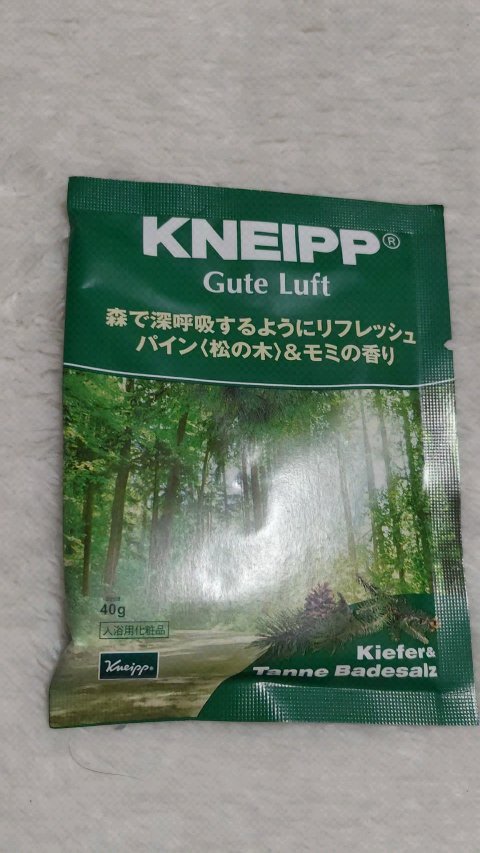 KNEIPP®
Gute Luft
森で深呼吸するようにリフレッシュ
パイン〈松の木〉&モミの香り
40g
入浴用化粧品
Kneipp®
Kiefer&
Tanne Badesalz